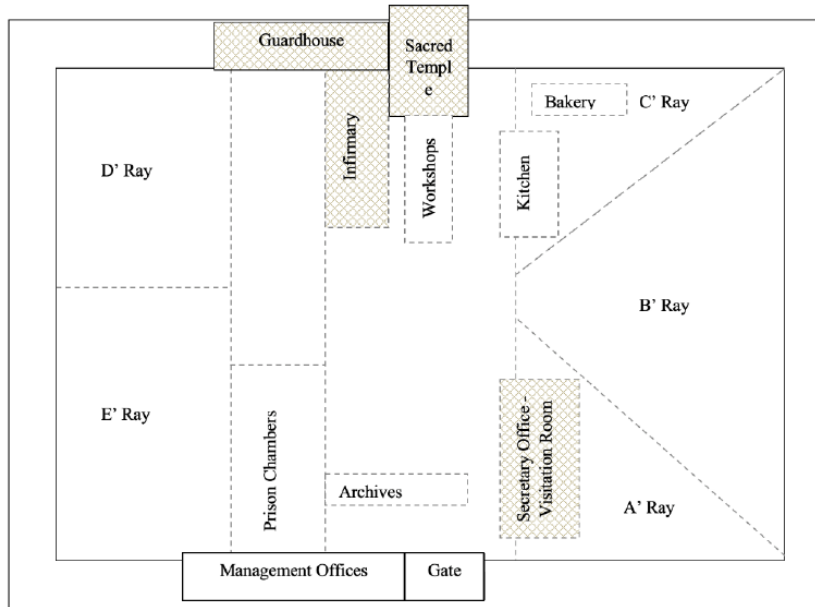 Guardhouse
Sacred
Templ
e
Bakery
C’ Ray
D’ Ray
Infirmary
Workshops
Kitchen
B’ Ray
E’ Ray
Prison Chambers
Archives
Secretary Office -
Visitation Room
A’ Ray
Management Offices
Gate